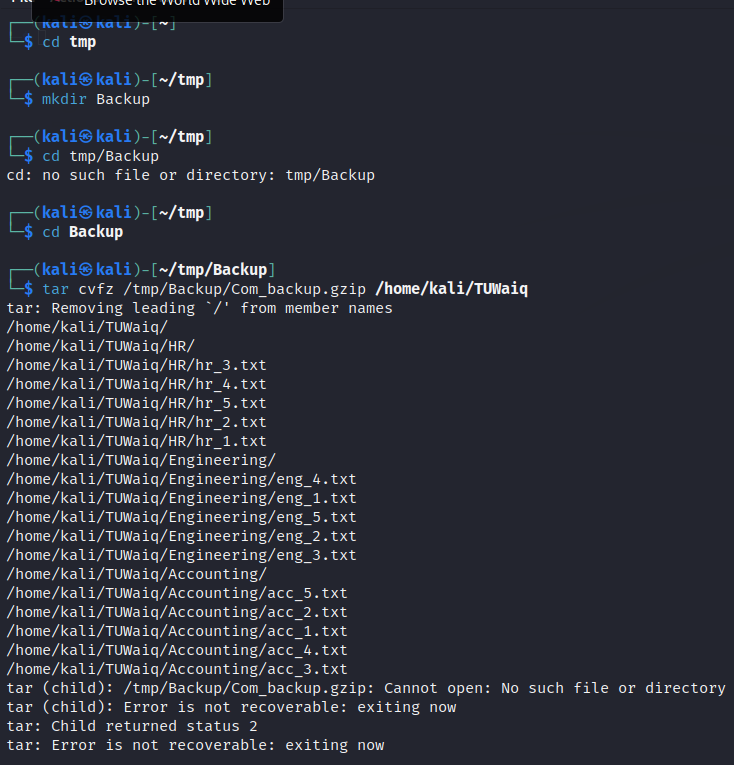 Browse the World Wide Web
┌──(kali㉿kali)-[~]
└─$ cd tmp
┌──(kali㉿kali)-[~/tmp]
└─$ mkdir Backup
┌──(kali㉿kali)-[~/tmp]
└─$ cd tmp/Backup
cd: no such file or directory: tmp/Backup
┌──(kali㉿kali)-[~/tmp]
└─$ cd Backup
┌──(kali㉿kali)-[~/tmp/Backup]
└─$ tar cvfz /tmp/Backup/Com_backup.gzip /home/kali/TUWaiq
tar: Removing leading `/' from member names
/home/kali/TUWaiq/
/home/kali/TUWaiq/HR/
/home/kali/TUWaiq/HR/hr_3.txt
/home/kali/TUWaiq/HR/hr_4.txt
/home/kali/TUWaiq/HR/hr_5.txt
/home/kali/TUWaiq/HR/hr_2.txt
/home/kali/TUWaiq/HR/hr_1.txt
/home/kali/TUWaiq/Engineering/
/home/kali/TUWaiq/Engineering/eng_4.txt
/home/kali/TUWaiq/Engineering/eng_1.txt
/home/kali/TUWaiq/Engineering/eng_5.txt
/home/kali/TUWaiq/Engineering/eng_2.txt
/home/kali/TUWaiq/Engineering/eng_3.txt
/home/kali/TUWaiq/Accounting/
/home/kali/TUWaiq/Accounting/acc_5.txt
/home/kali/TUWaiq/Accounting/acc_2.txt
/home/kali/TUWaiq/Accounting/acc_1.txt
/home/kali/TUWaiq/Accounting/acc_4.txt
/home/kali/TUWaiq/Accounting/acc_3.txt
tar (child): /tmp/Backup/Com_backup.gzip: Cannot open: No such file or directory
tar (child): Error is not recoverable: exiting now
tar: Child returned status 2
tar: Error is not recoverable: exiting now